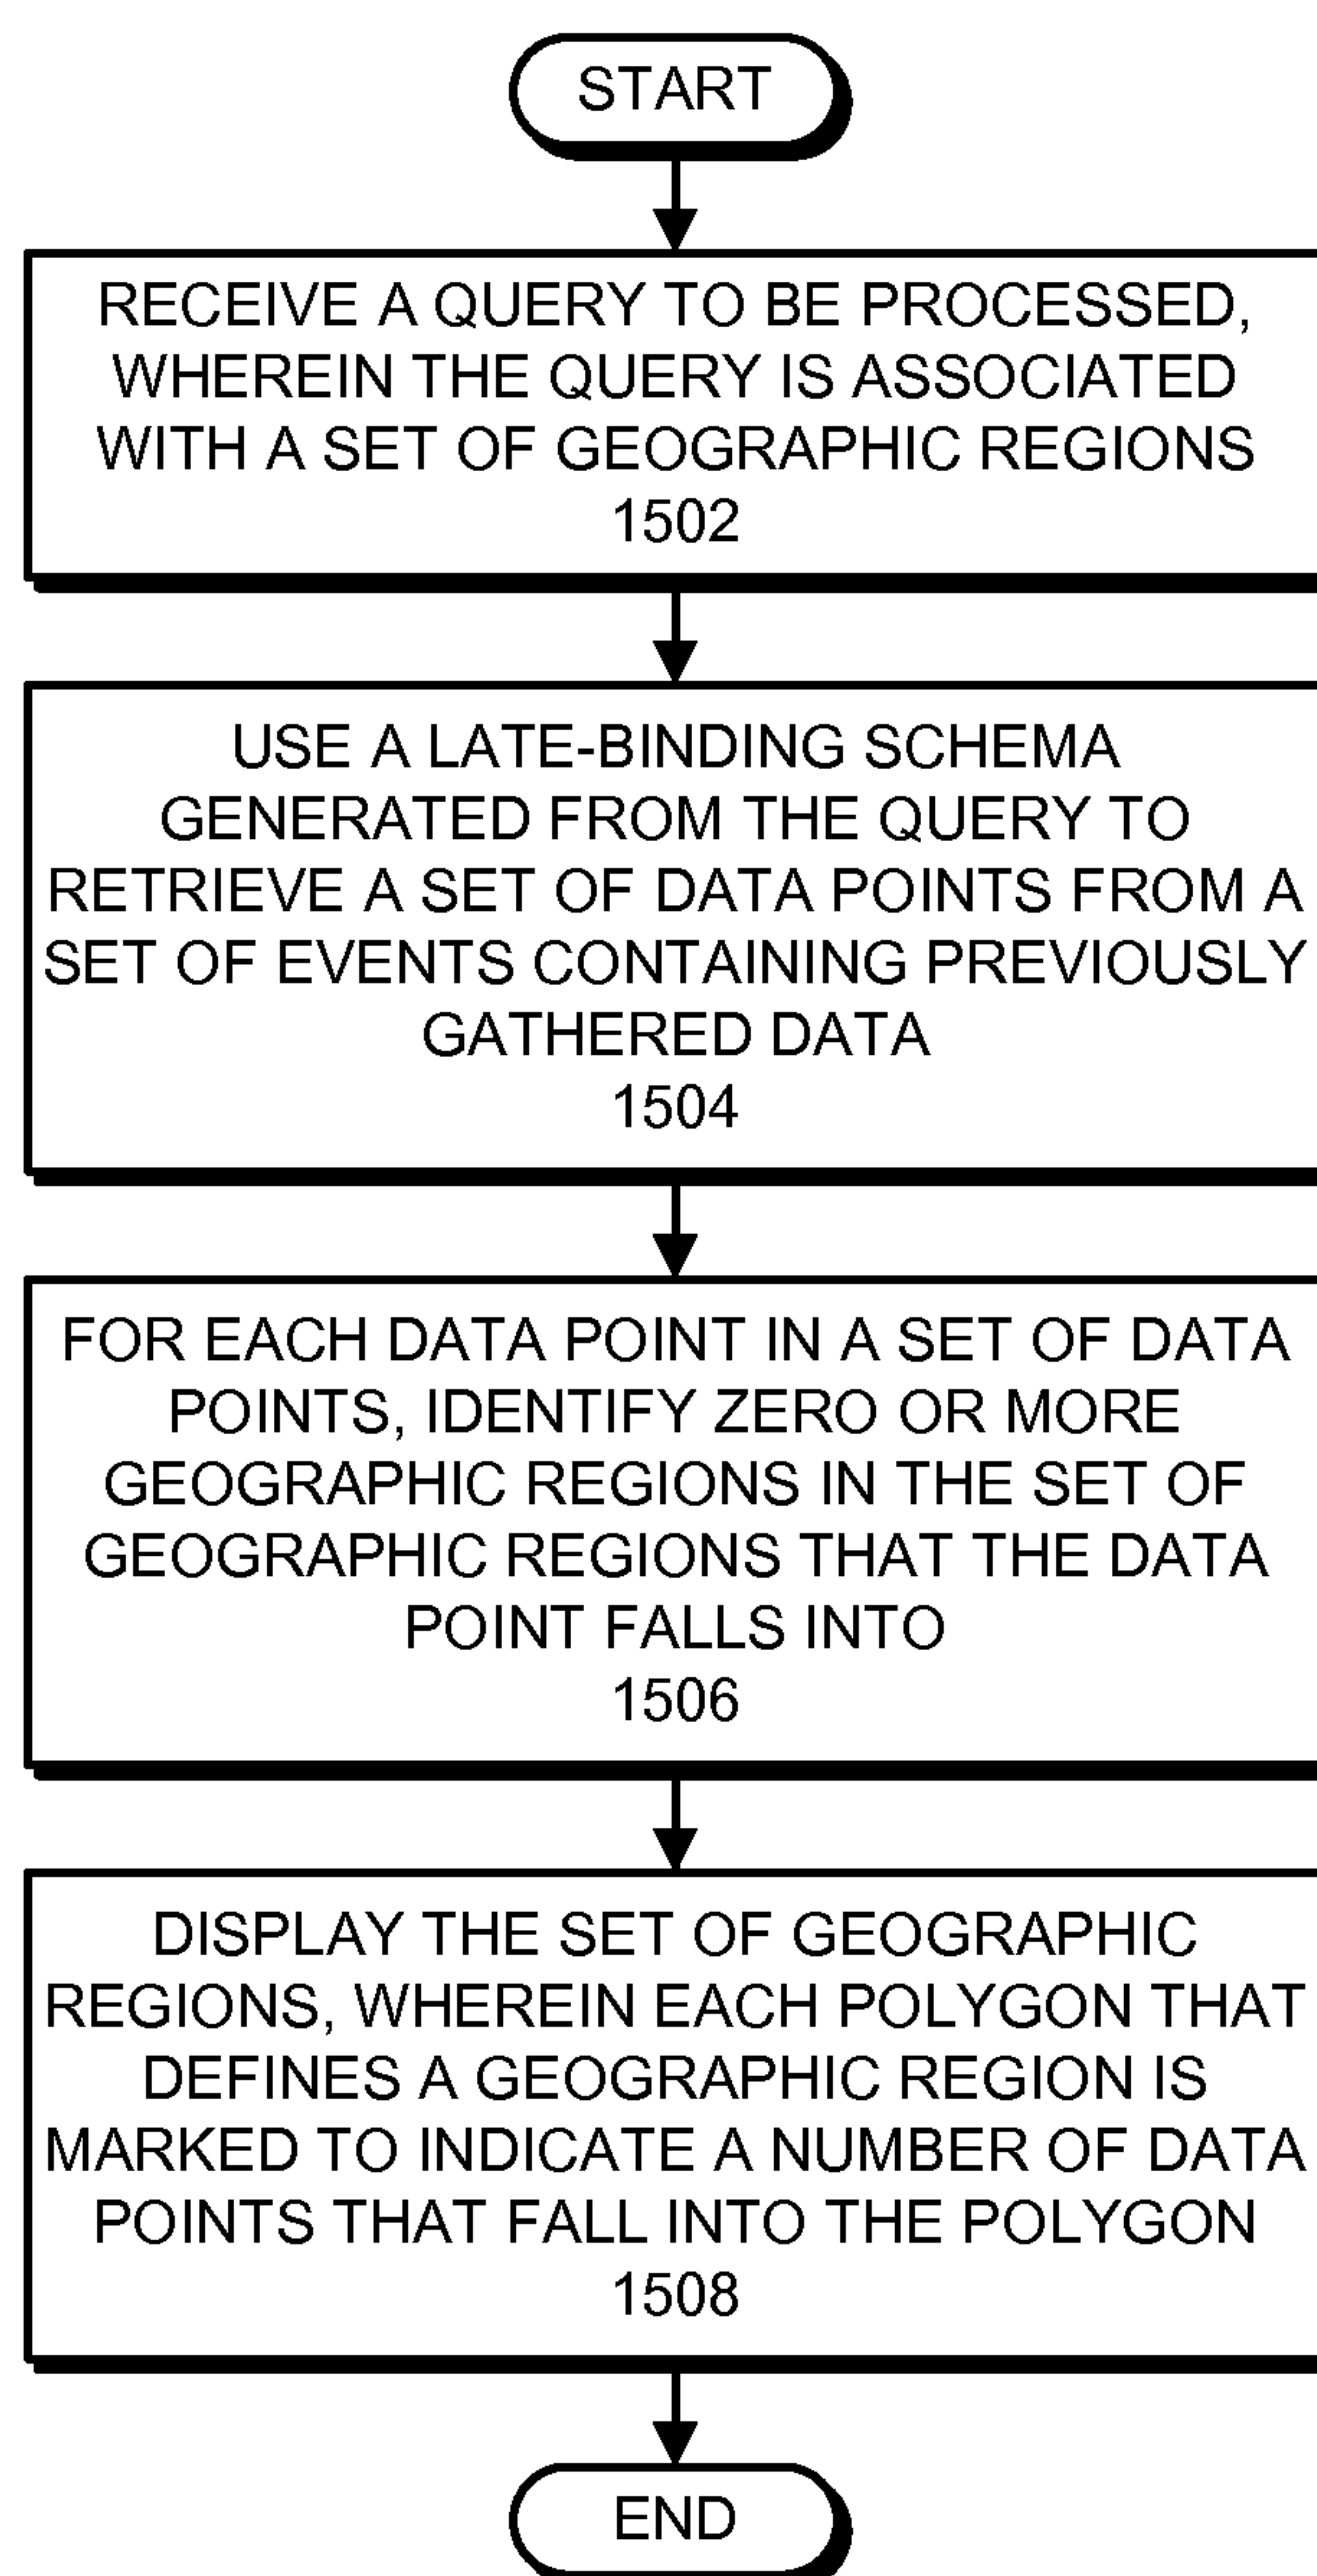 START
RECEIVE A QUERY TO BE PROCESSED,
WHEREIN THE QUERY IS ASSOCIATED
WITH A SET OF GEOGRAPHIC REGIONS
1502
USE A LATE-BINDING SCHEMA
GENERATED FROM THE QUERY TO
RETRIEVE A SET OF DATA POINTS FROM A
SET OF EVENTS CONTAINING PREVIOUSLY
GATHERED DATA
1504
FOR EACH DATA POINT IN A SET OF DATA
POINTS, IDENTIFY ZERO OR MORE
GEOGRAPHIC REGIONS IN THE SET OF
GEOGRAPHIC REGIONS THAT THE DATA
POINT FALLS INTO
1506
DISPLAY THE SET OF GEOGRAPHIC
REGIONS, WHEREIN EACH POLYGON THAT
DEFINES A GEOGRAPHIC REGION IS
MARKED TO INDICATE A NUMBER OF DATA
POINTS THAT FALL INTO THE POLYGON
1508
END